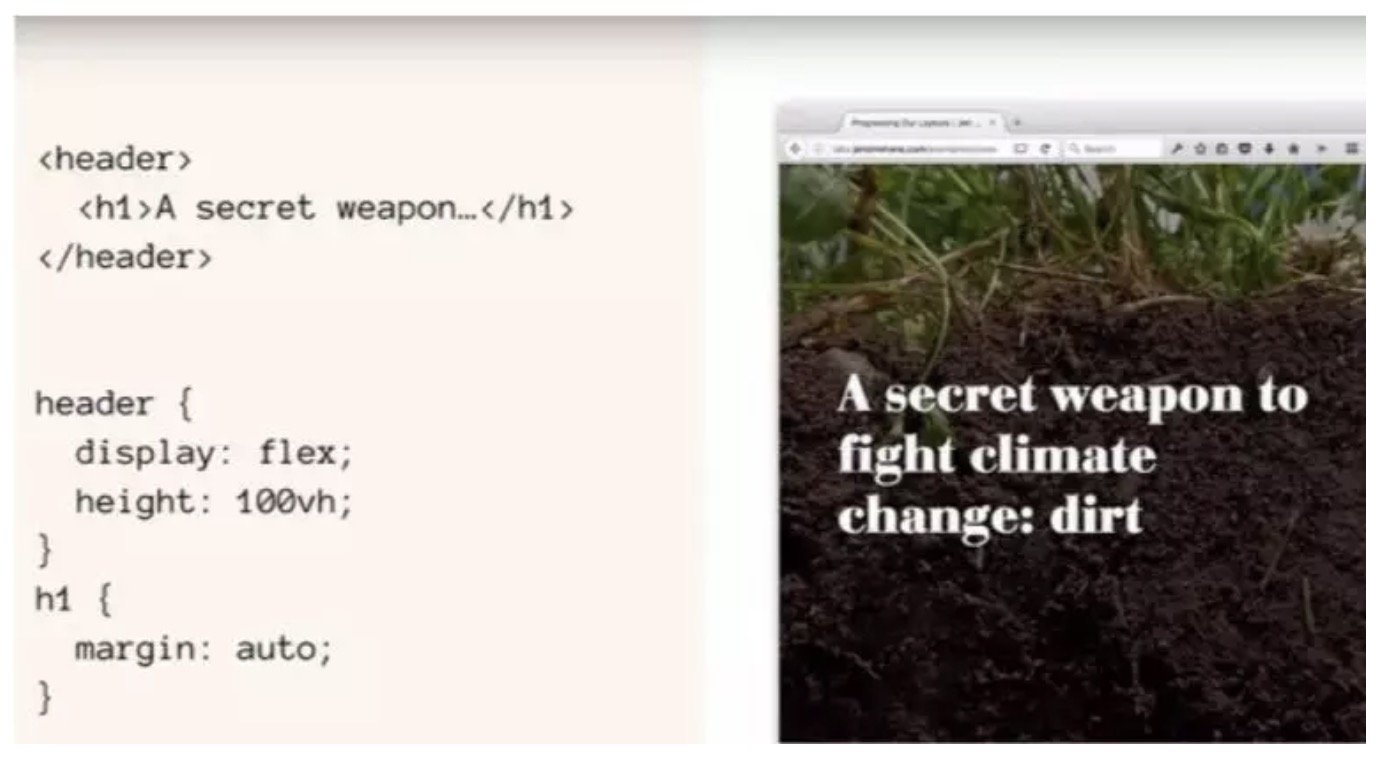 <header>
<h1>A secret weapon…</h1>
</header>
header {
display: flex;
height: 100vh;
}
h1 {
margin: auto;
}
Search
A secret weapon to
fight climate
change: dirt